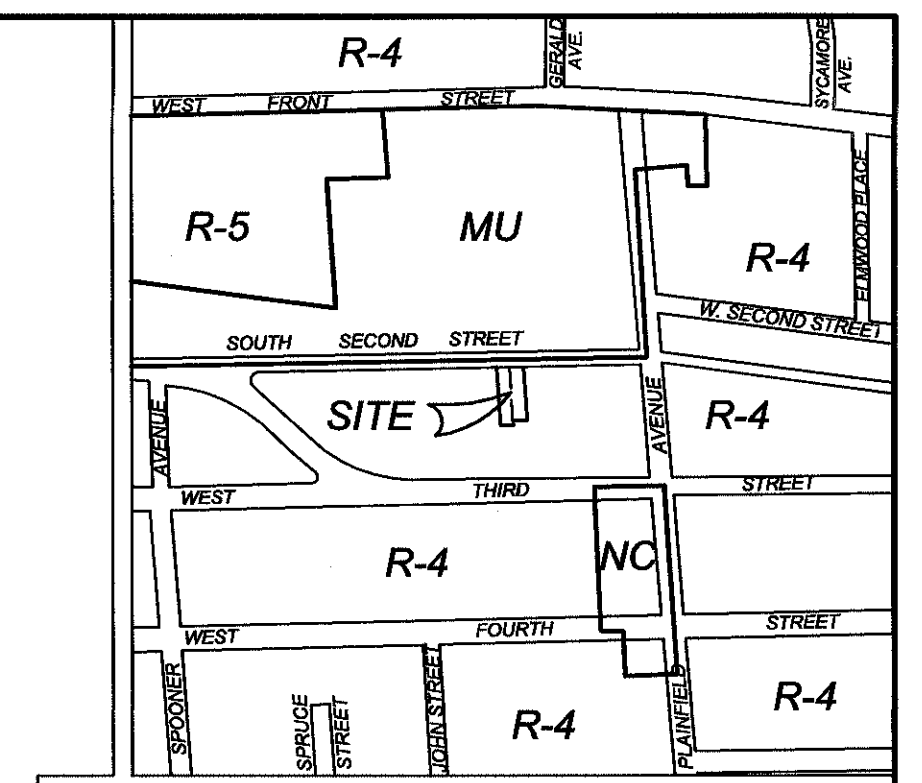 R-4
GERALD
AVE.
SYCAMORE
AVE.
WEST FRONT STREET
R-5
MU
R-4
ELMWOOD PLACE
W. SECOND STREET
SOUTH SECOND STREET
SITE
AVENUE
AVENUE
R-4
WEST THIRD STREET
R-4
NC
WEST FOURTH STREET
SPOONER
SPRUCE
STREET
JOHN STREET
R-4
PLAINFIELD
R-4